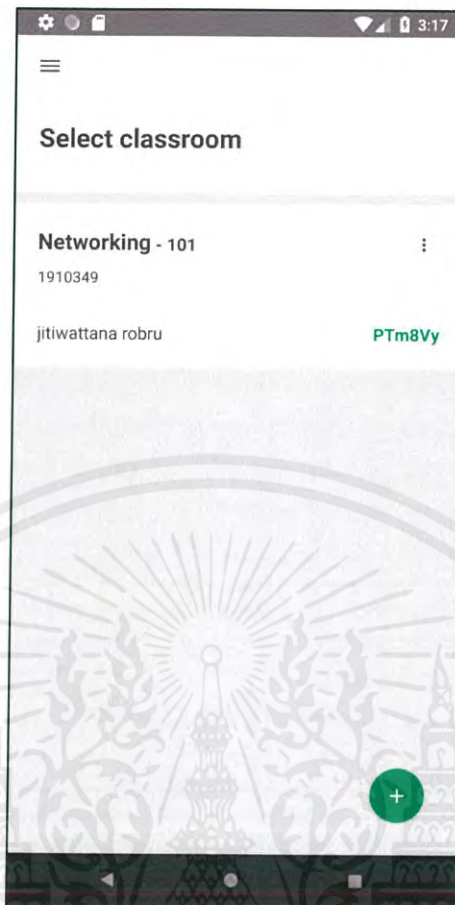 3:17
Select classroom
Networking - 101
1910349
jitiwattana robru
PTm8Vy